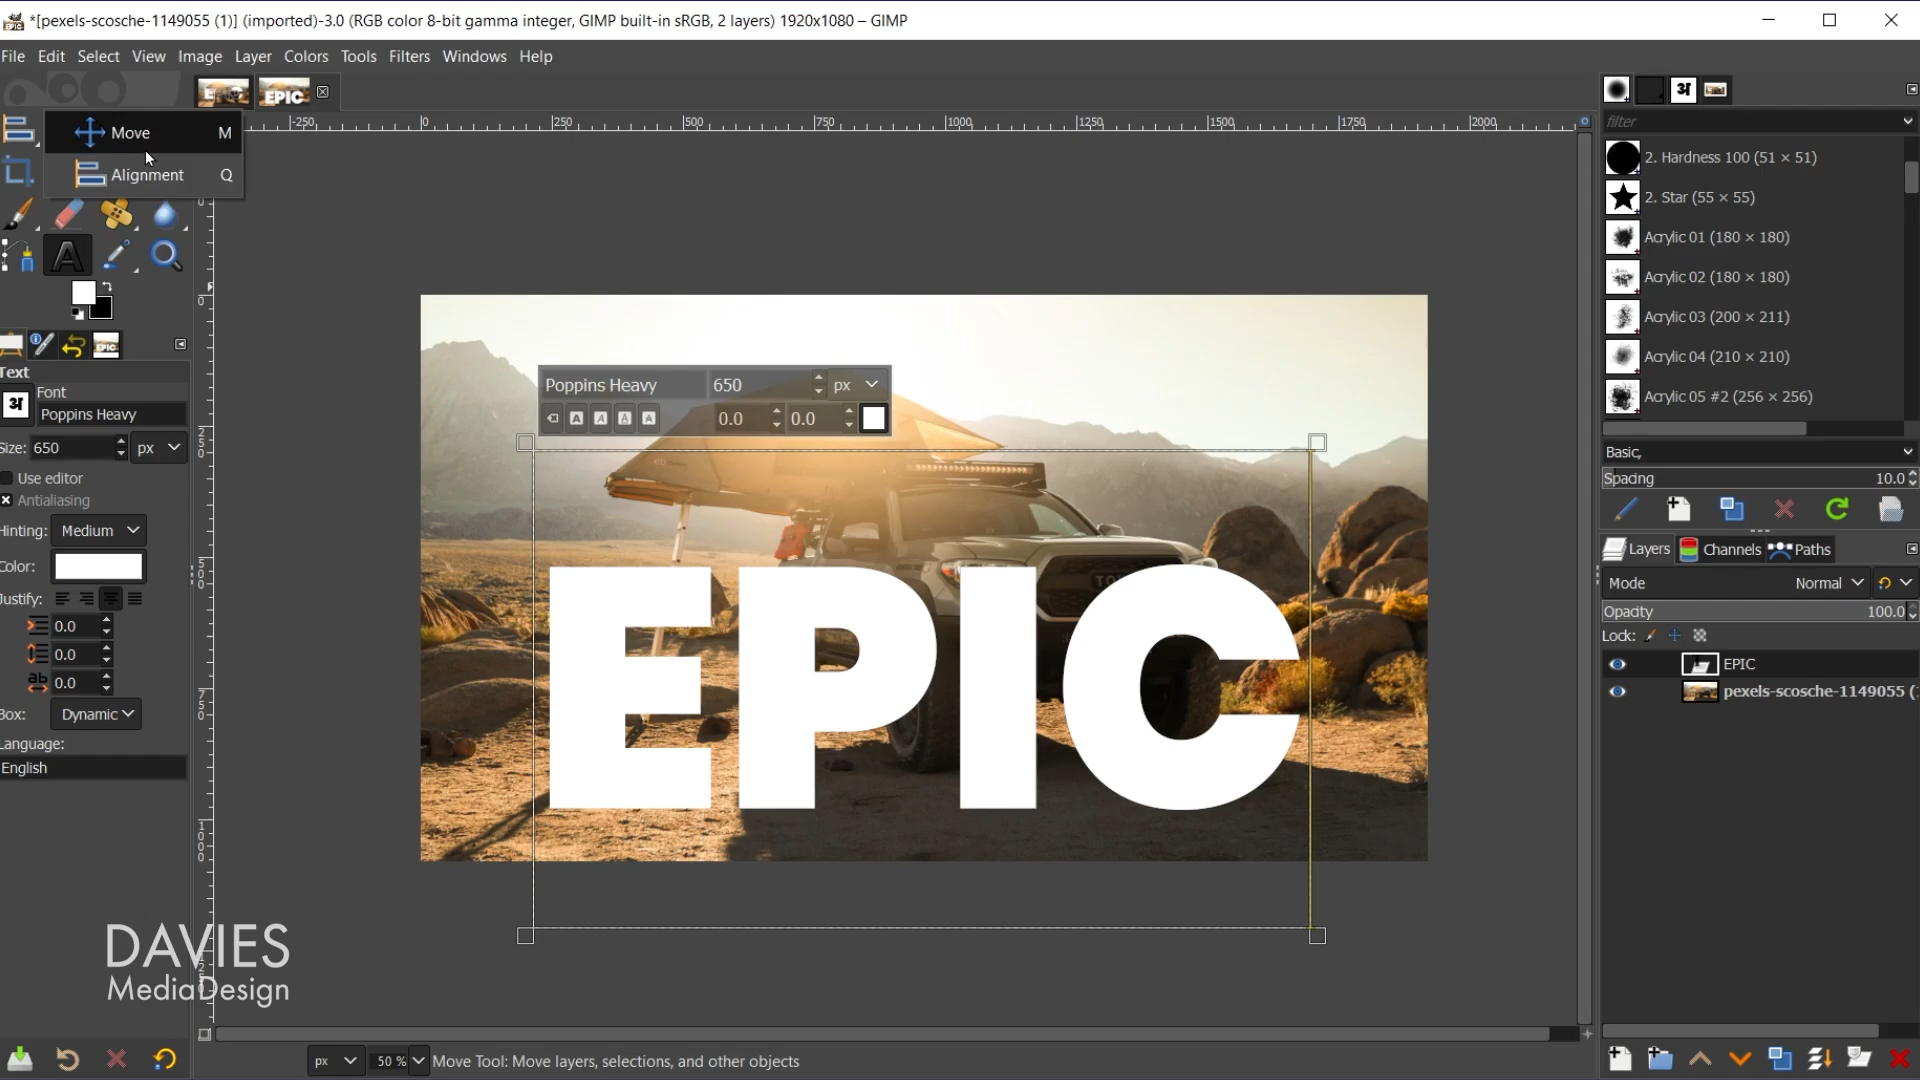 *[pexels-scosche-1149055 (1)] (imported)-3.0 (RGB color 8-bit gamma integer, GIMP built-in sRGB, 2 layers) 1920x1080 – GIMP
File Edit Select View Image Layer Colors Tools Filters Windows Help
EPIC
Move M
Alignment Q
-250 0 250 500 750 1000 1250 1500 1750 2000
अ
filter
2. Hardness 100 (51 × 51)
2. Star (55 × 55)
Acrylic 01 (180 × 180)
Acrylic 02 (180 × 180)
Acrylic 03 (200 × 211)
Acrylic 04 (210 × 210)
Acrylic 05 #2 (256 × 256)
Basic,
Spacing 10.0
Layers Channels Paths
Mode Normal
Opacity 100.0
Lock:
EPIC
pexels-scosche-1149055 (
EPIC
Text
Font
अ Poppins Heavy
Size: 650 px
Use editor
Antialiasing
Hinting: Medium
Color:
Justify:
0.0
0.0
ab 0.0
Box: Dynamic
Language:
English
0
250
500
750
1000
Poppins Heavy 650 px
0.0 0.0
EPIC
DAVIES
MediaDesign
px 50 % Move Tool: Move layers, selections, and other objects